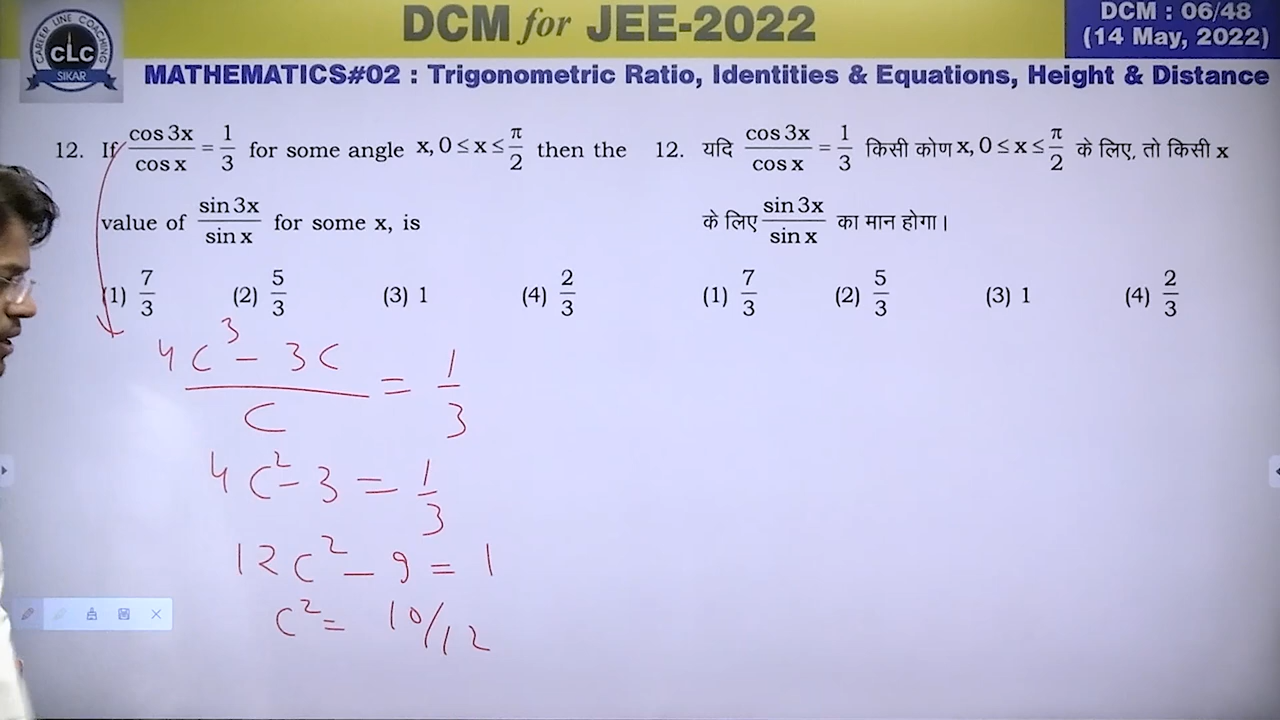 CAREER LINE COACHING
CLC
SIKAR
DCM for JEE-2022
DCM : 06/48
(14 May, 2022)
MATHEMATICS#02 : Trigonometric Ratio, Identities & Equations, Height & Distance
12. If cos 3x / cos x = 1/3 for some angle x, 0 ≤ x ≤ π/2 then the
value of sin 3x / sin x for some x, is
(1) 7/3 (2) 5/3 (3) 1 (4) 2/3
12. यदि cos 3x / cos x = 1/3 किसी कोण x, 0 ≤ x ≤ π/2 के लिए, तो किसी x
के लिए sin 3x / sin x का मान होगा।
(1) 7/3 (2) 5/3 (3) 1 (4) 2/3
4c³ - 3c / c = 1/3
4c² - 3 = 1/3
12c² - 9 = 1
c² = 10/12